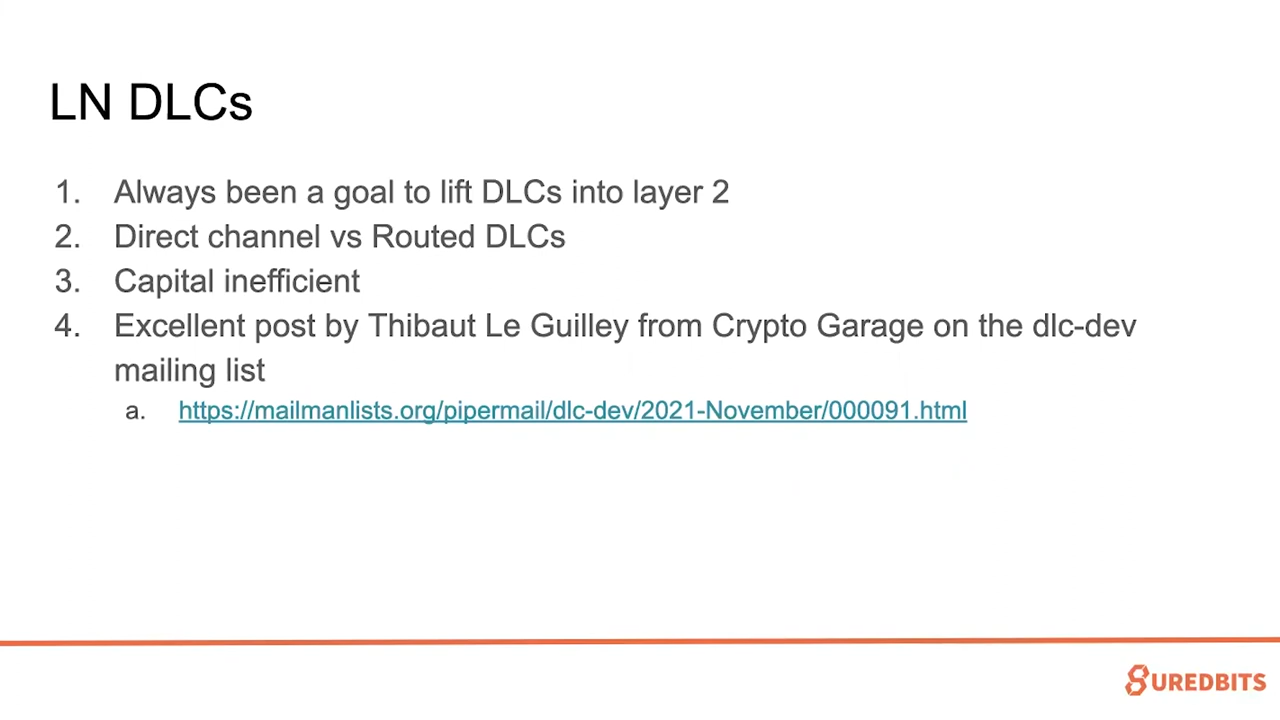 LN DLCs
1. Always been a goal to lift DLCs into layer 2
2. Direct channel vs Routed DLCs
3. Capital inefficient
4. Excellent post by Thibaut Le Guilley from Crypto Garage on the dlc-dev
mailing list
a. https://mailmanlists.org/pipermail/dlc-dev/2021-November/000091.html
SUREDBITS